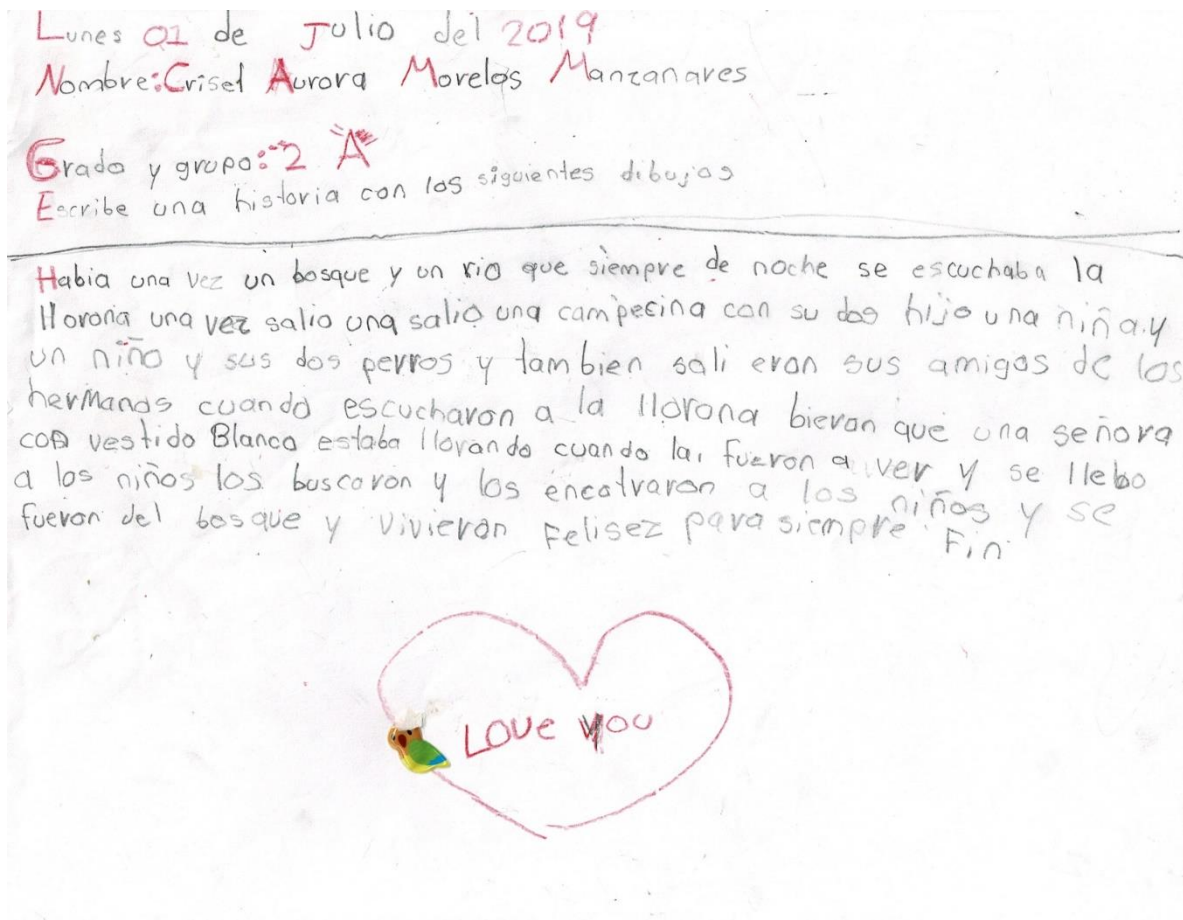 Lunes 01 de Julio del 2019
Nombre: Crisel Aurora Morelos Manzanares
Grado y grupo: "2 "A"
Escribe una historia con los siguientes dibujos
Habia una vez un bosque y un rio que siempre de noche se escuchaba la
llorona una vez salio una salio una campecina con su dos hijo una niña y
un niño y sus dos perros y tambien sali eron sus amigos de los
hermanos cuando escucharon a la llorona bieron que una señora
con vestido Blanco estaba llorando cuando la fueron a ver y se llebo
a los niños los buscaron y los encotraron a los niños y se
fueron del bosque y vivieron Felisez para siempre Fin
Love you